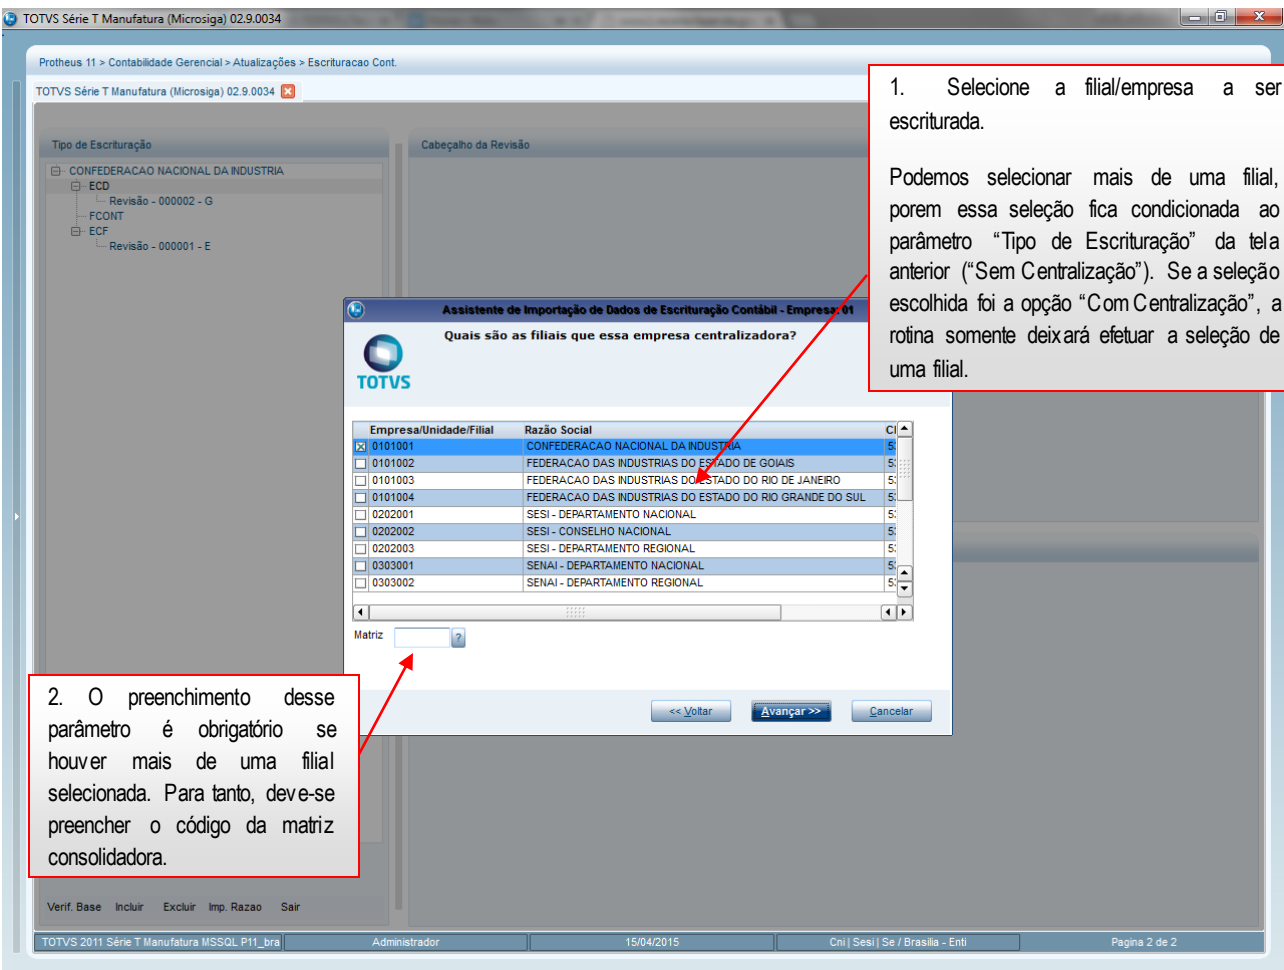 TOTVS Série T Manufatura (Microsiga) 02.9.0034
Protheus 11 > Contabilidade Gerencial > Atualizações > Escrituracao Cont.
TOTVS Série T Manufatura (Microsiga) 02.9.0034
Tipo de Escrituração
Cabeçalho da Revisão
CONFEDERACAO NACIONAL DA INDUSTRIA
ECD
Revisão - 000002 - G
FCONT
ECF
Revisão - 000001 - E
1. Selecione a filial/empresa a ser
escriturada.
Podemos selecionar mais de uma filial,
porem essa seleção fica condicionada ao
parâmetro “Tipo de Escrituração” da tela
anterior (“Sem Centralização”). Se a seleção
escolhida foi a opção “Com Centralização”, a
rotina somente deixará efetuar a seleção de
uma filial.
Assistente de Importação de Dados de Escrituração Contábil - Empresa: 01
Quais são as filiais que essa empresa centralizadora?
TOTVS
Empresa/Unidade/Filial Razão Social
0101001 CONFEDERACAO NACIONAL DA INDUSTRIA
0101002 FEDERACAO DAS INDUSTRIAS DO ESTADO DE GOIAIS
0101003 FEDERACAO DAS INDUSTRIAS DO ESTADO DO RIO DE JANEIRO
0101004 FEDERACAO DAS INDUSTRIAS DO ESTADO DO RIO GRANDE DO SUL
0202001 SESI - DEPARTAMENTO NACIONAL
0202002 SESI - CONSELHO NACIONAL
0202003 SESI - DEPARTAMENTO REGIONAL
0303001 SENAI - DEPARTAMENTO NACIONAL
0303002 SENAI - DEPARTAMENTO REGIONAL
Matriz ?
<< Voltar Avançar >> Cancelar
2. O preenchimento desse
parâmetro é obrigatório se
houver mais de uma filial
selecionada. Para tanto, deve-se
preencher o código da matriz
consolidadora.
Verif. Base Incluir Excluir Imp. Razao Sair
TOTVS 2011 Série T Manufatura MSSQL P11_bra Administrador 15/04/2015 Cni | Sesi | Se / Brasilia - Enti Pagina 2 de 2